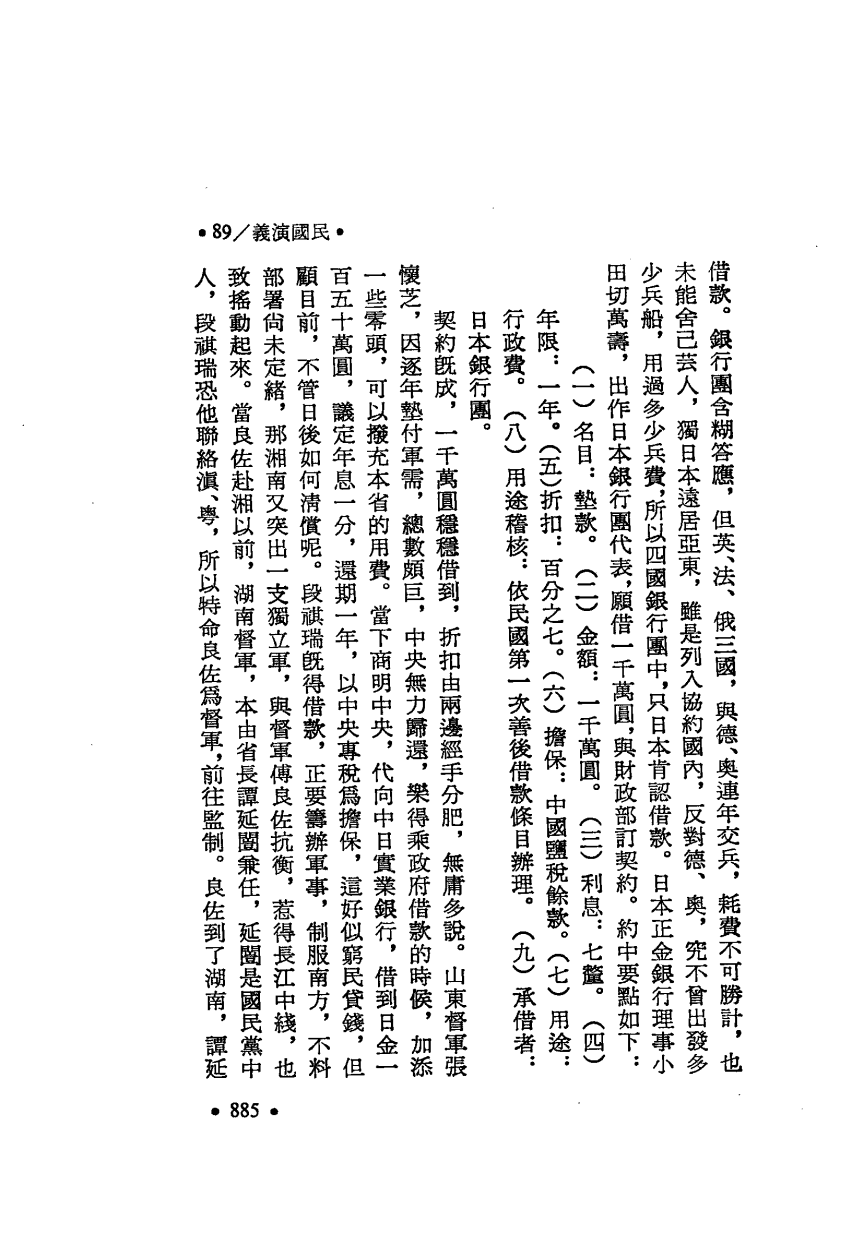 •89／義演國民•
借款。銀行團含糊答應，但英、法、俄三國，與德、奧連年交兵，耗費不可勝計，也
未能舍己芸人，獨日本遠居亞東，雖是列入協約國內，反對德、奧，究不曾出發多
少兵船，用過多少兵費，所以四國銀行團中，只日本肯認借款。日本正金銀行理事小
田切萬壽，出作日本銀行團代表，願借一千萬圓，與財政部訂契約。約中要點如下：
（一）名目：墊款。（二）金額：一千萬圓。（三）利息：七釐。（四）
年限：一年。（五）折扣：百分之七。（六）擔保：中國鹽稅餘款。（七）用途：
行政費。（八）用途稽核：依民國第一次善後借款條目辦理。（九）承借者：
日本銀行團。
契約旣成，一千萬圓穩穩借到，折扣由兩邊經手分肥，無庸多說。山東督軍張
懷芝，因逐年墊付軍需，總數頗巨，中央無力歸還，樂得乘政府借款的時候，加添
一些零頭，可以撥充本省的用費。當下商明中央，代向中日實業銀行，借到日金一
百五十萬圓，議定年息一分，還期一年，以中央專稅爲擔保，這好似窮民貸錢，但
顧目前，不管日後如何淸償呢。段祺瑞旣得借款，正要籌辦軍事，制服南方，不料
部署尙未定緒，那湘南又突出一支獨立軍，與督軍傅良佐抗衡，惹得長江中綫，也
致搖動起來。當良佐赴湘以前，湖南督軍，本由省長譚延闓兼任，延闓是國民黨中
人，段祺瑞恐他聯絡滇、粵，所以特命良佐爲督軍，前往監制。良佐到了湖南，譚延
•885•